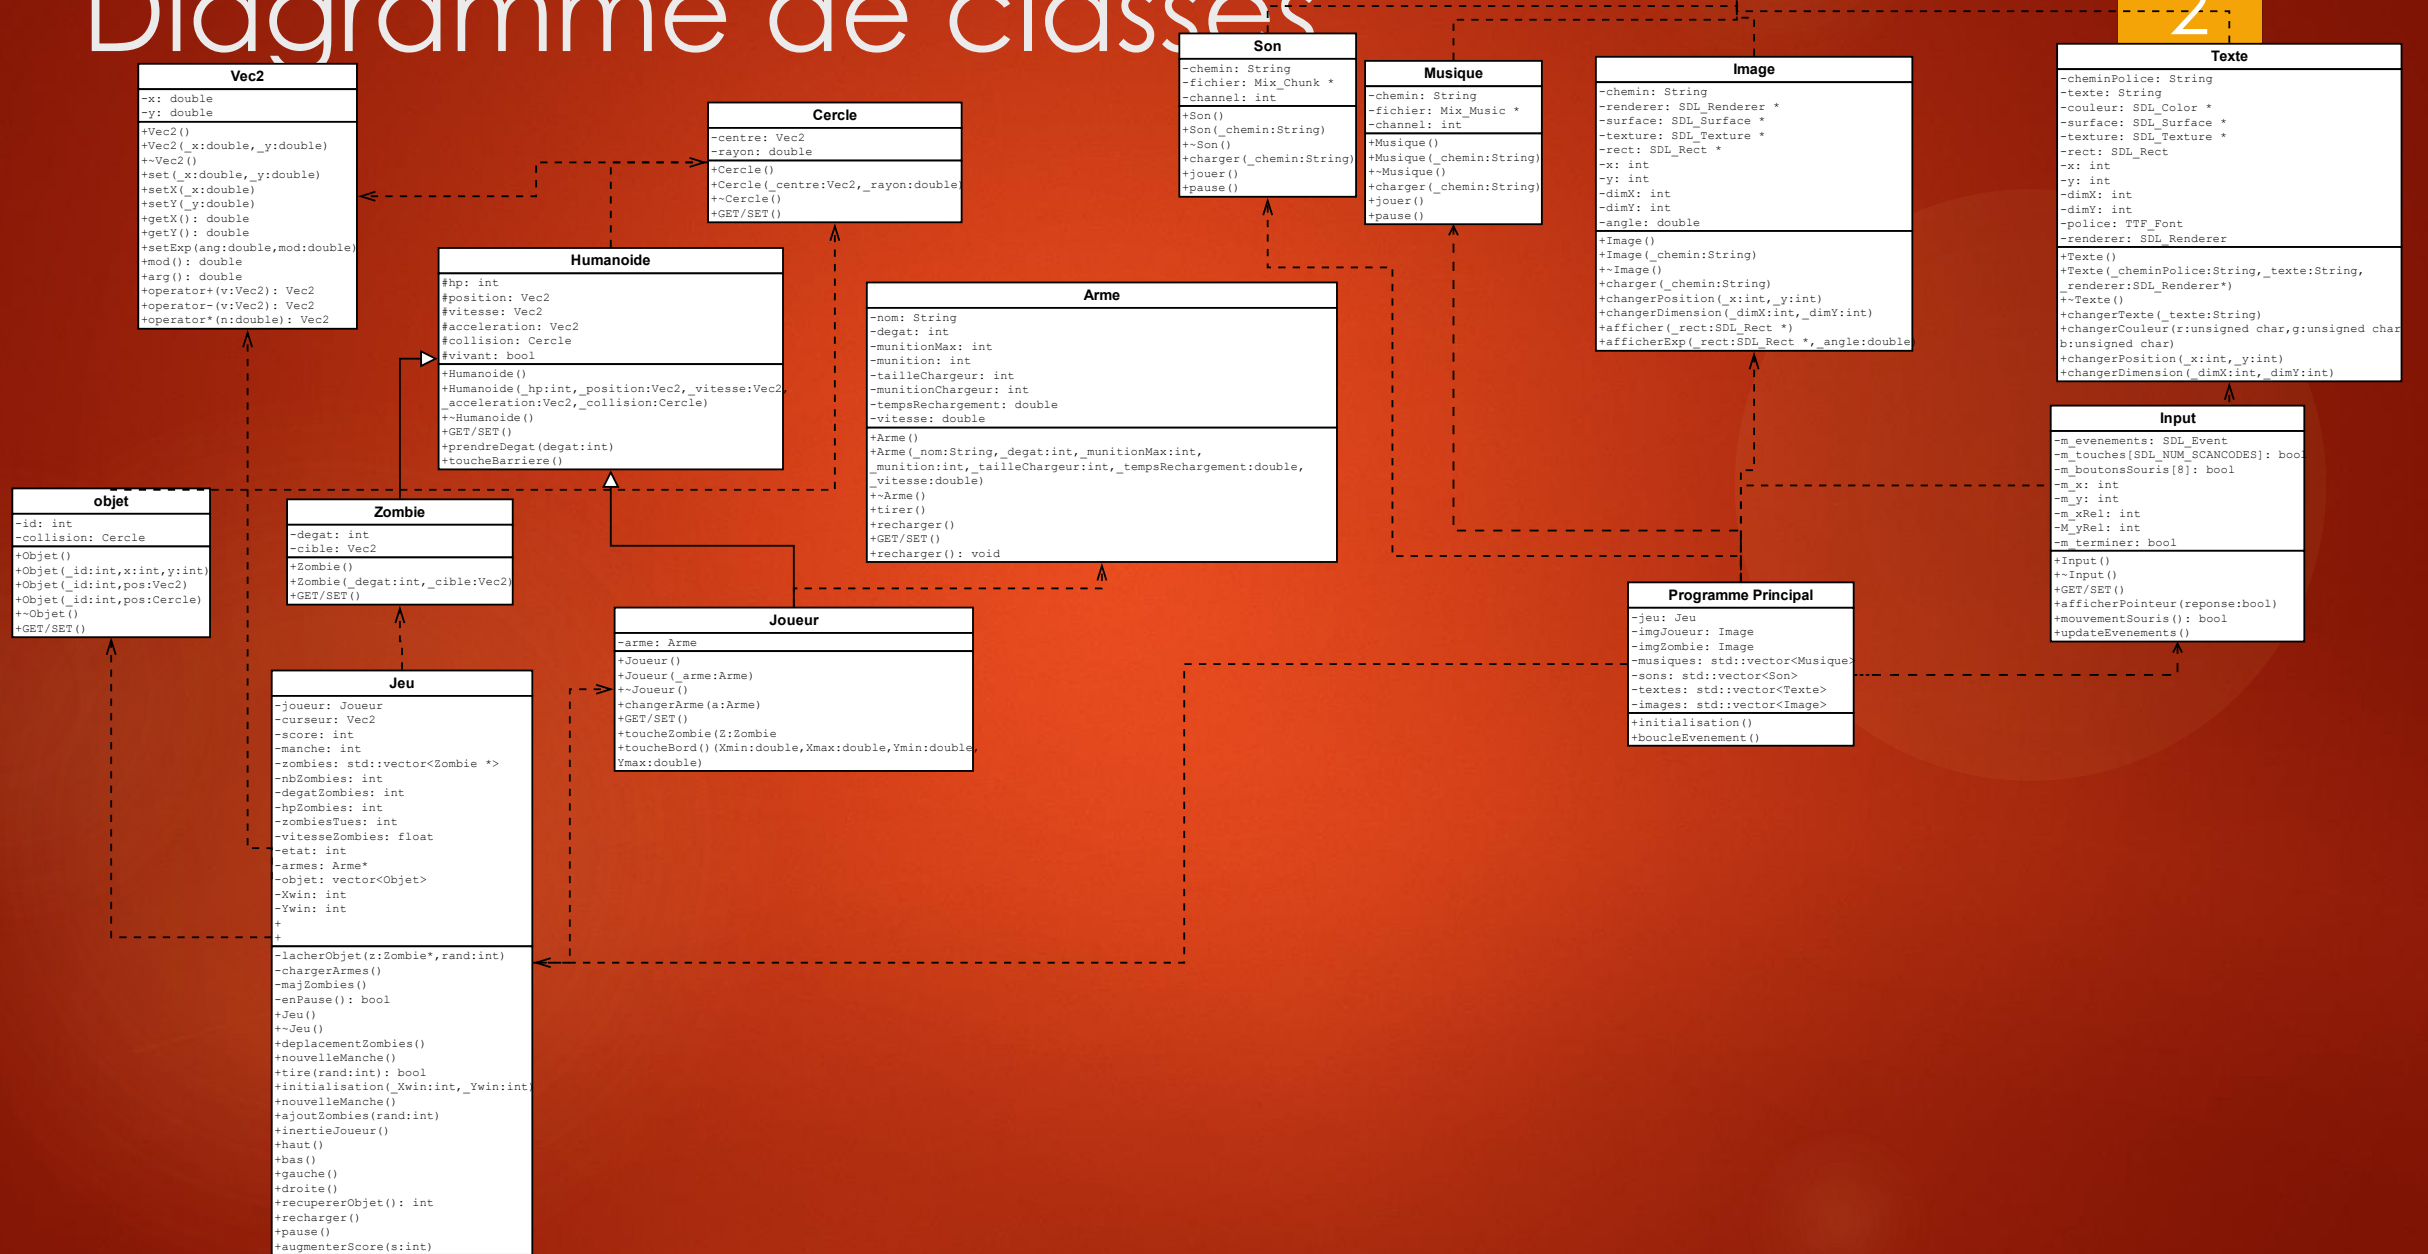 Diagramme de classes
2
Vec2
-x: double
-y: double
+Vec2()
+Vec2(_x:double,_y:double)
+~Vec2()
+set(_x:double,_y:double)
+setX(_x:double)
+setY(_y:double)
+getX(): double
+getY(): double
+setExp(ang:double,mod:double)
+mod(): double
+arg(): double
+operator+(v:Vec2): Vec2
+operator-(v:Vec2): Vec2
+operator*(n:double): Vec2
Cercle
-centre: Vec2
-rayon: double
+Cercle()
+Cercle(_centre:Vec2,_rayon:double)
+~Cercle()
+GET/SET()
Son
-chemin: String
-fichier: Mix_Chunk *
-channel: int
+Son()
+Son(_chemin:String)
+~Son()
+charger(_chemin:String)
+jouer()
+pause()
Musique
-chemin: String
-fichier: Mix_Music *
-channel: int
+Musique()
+Musique(_chemin:String)
+~Musique()
+charger(_chemin:String)
+jouer()
+pause()
Image
-chemin: String
-renderer: SDL_Renderer *
-surface: SDL_Surface *
-texture: SDL_Texture *
-rect: SDL_Rect *
-x: int
-y: int
-dimX: int
-dimY: int
-angle: double
+Image()
+Image(_chemin:String)
+~Image()
+charger(_chemin:String)
+changerPosition(_x:int,_y:int)
+changerDimension(_dimX:int,_dimY:int)
+afficher(_rect:SDL_Rect *)
+afficherExp(_rect:SDL_Rect *,_angle:double)
Texte
-cheminPolice: String
-texte: String
-couleur: SDL_Color *
-surface: SDL_Surface *
-texture: SDL_Texture *
-rect: SDL_Rect
-x: int
-y: int
-dimX: int
-dimY: int
-police: TTF_Font
-renderer: SDL_Renderer
+Texte()
+Texte(_cheminPolice:String,_texte:String,
_renderer:SDL_Renderer*)
+~Texte()
+changerTexte(_texte:String)
+changerCouleur(r:unsigned char,g:unsigned char
b:unsigned char)
+changerPosition(_x:int,_y:int)
+changerDimension(_dimX:int,_dimY:int)
Humanoide
#hp: int
#position: Vec2
#vitesse: Vec2
#acceleration: Vec2
#collision: Cercle
#vivant: bool
+Humanoide()
+Humanoide(_hp:int,_position:Vec2,_vitesse:Vec2,
_acceleration:Vec2,_collision:Cercle)
+~Humanoide()
+GET/SET()
+prendreDegat(degat:int)
+toucheBarriere()
Arme
-nom: String
-degat: int
-munitionMax: int
-munition: int
-tailleChargeur: int
-munitionChargeur: int
-tempsRechargement: double
-vitesse: double
+Arme()
+Arme(_nom:String,_degat:int,_munitionMax:int,
_munition:int,_tailleChargeur:int,_tempsRechargement:double,
_vitesse:double)
+~Arme()
+tirer()
+recharger()
+GET/SET()
+recharger(): void
Input
-m_evenements: SDL_Event
-m_touches[SDL_NUM_SCANCODES]: bool
-m_boutonsSouris[8]: bool
-m_x: int
-m_y: int
-m_xRel: int
-M_yRel: int
-m_terminer: bool
+Input()
+~Input()
+GET/SET()
+afficherPointeur(reponse:bool)
+mouvementSouris(): bool
+updateEvenements()
objet
-id: int
-collision: Cercle
+Objet()
+Objet(_id:int,x:int,y:int)
+Objet(_id:int,pos:Vec2)
+Objet(_id:int,pos:Cercle)
+~Objet()
+GET/SET()
Zombie
-degat: int
-cible: Vec2
+Zombie()
+Zombie(_degat:int,_cible:Vec2)
+GET/SET()
Joueur
-arme: Arme
+Joueur()
+Joueur(_arme:Arme)
+~Joueur()
+changerArme(a:Arme)
+GET/SET()
+toucheZombie(Z:Zombie
+toucheBord()(Xmin:double,Xmax:double,Ymin:double,
Ymax:double)
Programme Principal
-jeu: Jeu
-imgJoueur: Image
-imgZombie: Image
-musiques: std::vector<Musique>
-sons: std::vector<Son>
-textes: std::vector<Texte>
-images: std::vector<Image>
+initialisation()
+boucleEvenement()
Jeu
-joueur: Joueur
-curseur: Vec2
-score: int
-manche: int
-zombies: std::vector<Zombie *>
-nbZombies: int
-degatZombies: int
-hpZombies: int
-zombiesTues: int
-vitesseZombies: float
-etat: int
-armes: Arme*
-objet: vector<Objet>
-Xwin: int
-Ywin: int
+
+
-lacherObjet(z:Zombie*,rand:int)
-chargerArmes()
-majZombies()
-enPause(): bool
+Jeu()
+~Jeu()
+deplacementZombies()
+nouvelleManche()
+tire(rand:int): bool
+initialisation(_Xwin:int,_Ywin:int)
+nouvelleManche()
+ajoutZombies(rand:int)
+inertieJoueur()
+haut()
+bas()
+gauche()
+droite()
+recupererObjet(): int
+recharger()
+pause()
+augmenterScore(s:int)